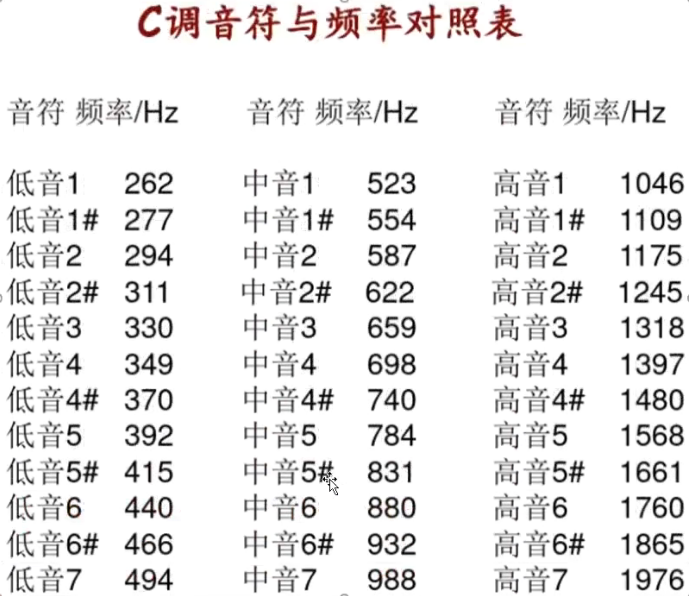 C调音符与频率对照表
音符 频率/Hz 音符 频率/Hz 音符 频率/Hz
低音1 262 中音1 523 高音1 1046
低音1# 277 中音1# 554 高音1# 1109
低音2 294 中音2 587 高音2 1175
低音2# 311 中音2# 622 高音2# 1245
低音3 330 中音3 659 高音3 1318
低音4 349 中音4 698 高音4 1397
低音4# 370 中音4# 740 高音4# 1480
低音5 392 中音5 784 高音5 1568
低音5# 415 中音5# 831 高音5# 1661
低音6 440 中音6 880 高音6 1760
低音6# 466 中音6# 932 高音6# 1865
低音7 494 中音7 988 高音7 1976